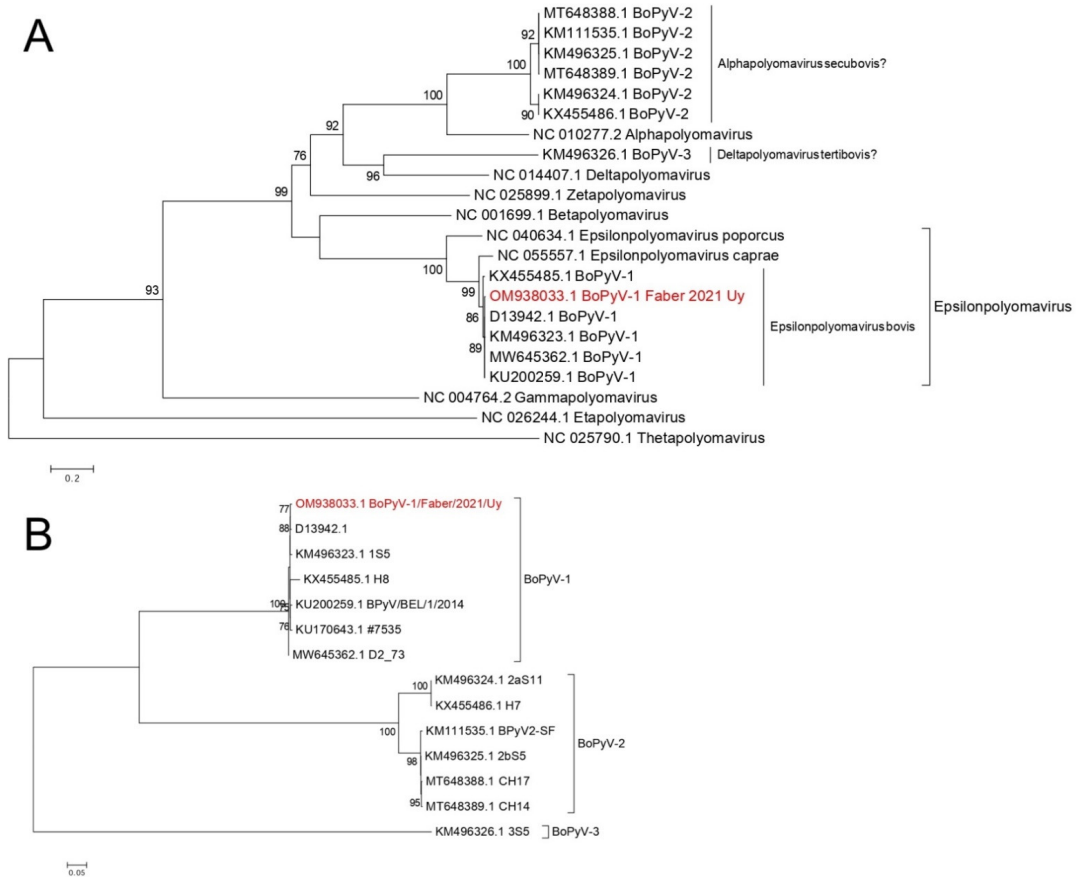 A
MT648388.1 BoPyV-2
92
KM111535.1 BoPyV-2
KM496325.1 BoPyV-2
100
Alphapolyomavirus secubovis?
MT648389.1 BoPyV-2
100
KM496324.1 BoPyV-2
90
KX455486.1 BoPyV-2
92
NC 010277.2 Alphapolyomavirus
76
KM496326.1 BoPyV-3
Deltapolyomavirus tertibovis?
96
NC 014407.1 Deltapolyomavirus
99
NC 025899.1 Zetapolyomavirus
NC 001699.1 Betapolyomavirus
NC 040634.1 Epsilonpolyomavirus poporcus
100
NC 055557.1 Epsilonpolyomavirus caprae
KX455485.1 BoPyV-1
99
93
OM938033.1 BoPyV-1 Faber 2021 Uy
Epsilonpolyomavirus
86
D13942.1 BoPyV-1
Epsilonpolyomavirus bovis
KM496323.1 BoPyV-1
89
MW645362.1 BoPyV-1
KU200259.1 BoPyV-1
NC 004764.2 Gammapolyomavirus
NC 026244.1 Etapolyomavirus
NC 025790.1 Thetapolyomavirus
0.2
B
OM938033.1 BoPyV-1/Faber/2021/Uy
77
88
D13942.1
KM496323.1 1S5
KX455485.1 H8
BoPyV-1
100
75
KU200259.1 BPyV/BEL/1/2014
76
KU170643.1 #7535
MW645362.1 D2_73
KM496324.1 2aS11
100
KX455486.1 H7
100
KM111535.1 BPyV2-SF
BoPyV-2
KM496325.1 2bS5
98
MT648388.1 CH17
95
MT648389.1 CH14
KM496326.1 3S5
BoPyV-3
0.05